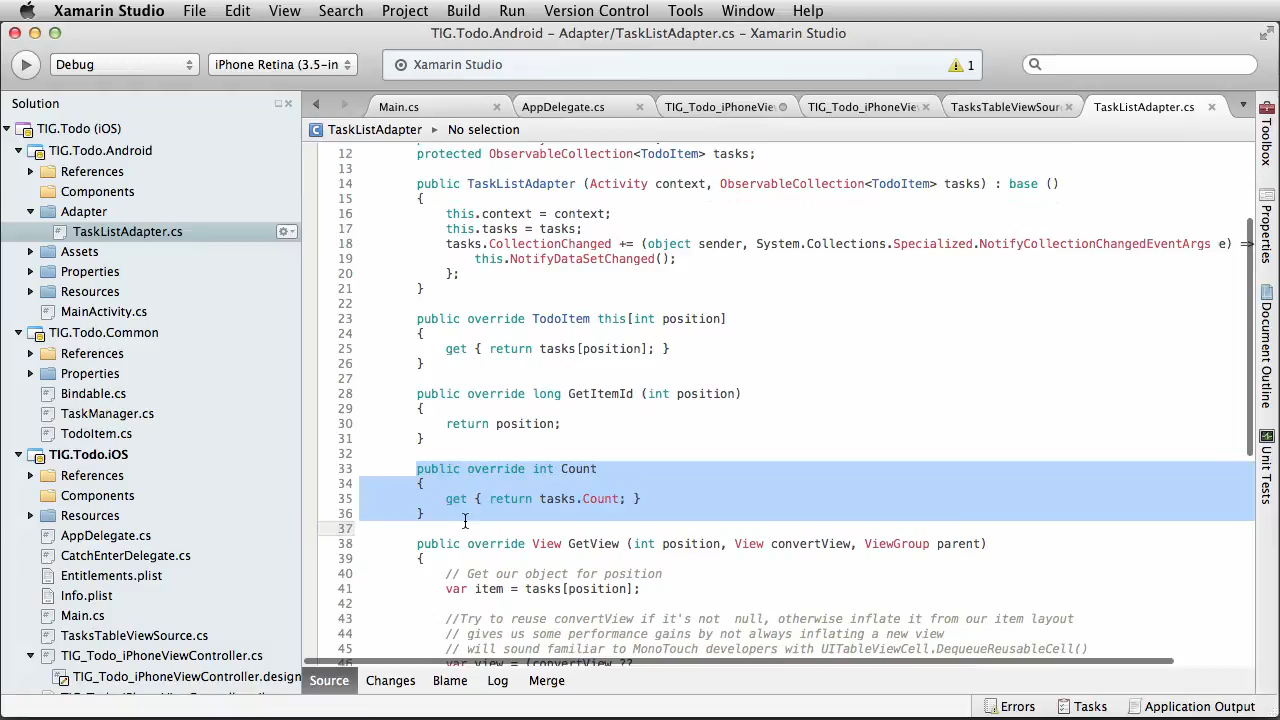 Xamarin Studio File Edit View Search Project Build Run Version Control Tools Window Help
TIG.Todo.Android – Adapter/TaskListAdapter.cs – Xamarin Studio
Debug iPhone Retina (3.5-in Xamarin Studio 1
Solution
TIG.Todo (iOS)
TIG.Todo.Android
References
Components
Adapter
TaskListAdapter.cs
Assets
Properties
Resources
MainActivity.cs
TIG.Todo.Common
References
Properties
Bindable.cs
TaskManager.cs
TodoItem.cs
TIG.Todo.iOS
References
Components
Resources
AppDelegate.cs
CatchEnterDelegate.cs
Entitlements.plist
Info.plist
Main.cs
TasksTableViewSource.cs
TIG_Todo_iPhoneViewController.cs
TIG_Todo_iPhoneViewController.design
Main.cs AppDelegate.cs TIG_Todo_iPhoneVie TIG_Todo_iPhoneVie TasksTableViewSour TaskListAdapter.cs
TaskListAdapter No selection
12 protected ObservableCollection<TodoItem> tasks;
13
14 public TaskListAdapter (Activity context, ObservableCollection<TodoItem> tasks) : base ()
15 {
16 this.context = context;
17 this.tasks = tasks;
18 tasks.CollectionChanged += (object sender, System.Collections.Specialized.NotifyCollectionChangedEventArgs e) =>
19 this.NotifyDataSetChanged();
20 };
21 }
22
23 public override TodoItem this[int position]
24 {
25 get { return tasks[position]; }
26 }
27
28 public override long GetItemId (int position)
29 {
30 return position;
31 }
32
33 public override int Count
34 {
35 get { return tasks.Count; }
36 }
37
38 public override View GetView (int position, View convertView, ViewGroup parent)
39 {
40 // Get our object for position
41 var item = tasks[position];
42
43 //Try to reuse convertView if it's not null, otherwise inflate it from our item layout
44 // gives us some performance gains by not always inflating a new view
45 // will sound familiar to MonoTouch developers with UITableViewCell.DequeueReusableCell()
46 var view = (convertView ??
Source Changes Blame Log Merge
Toolbox
Properties
Document Outline
Unit Tests
Errors Tasks Application Output